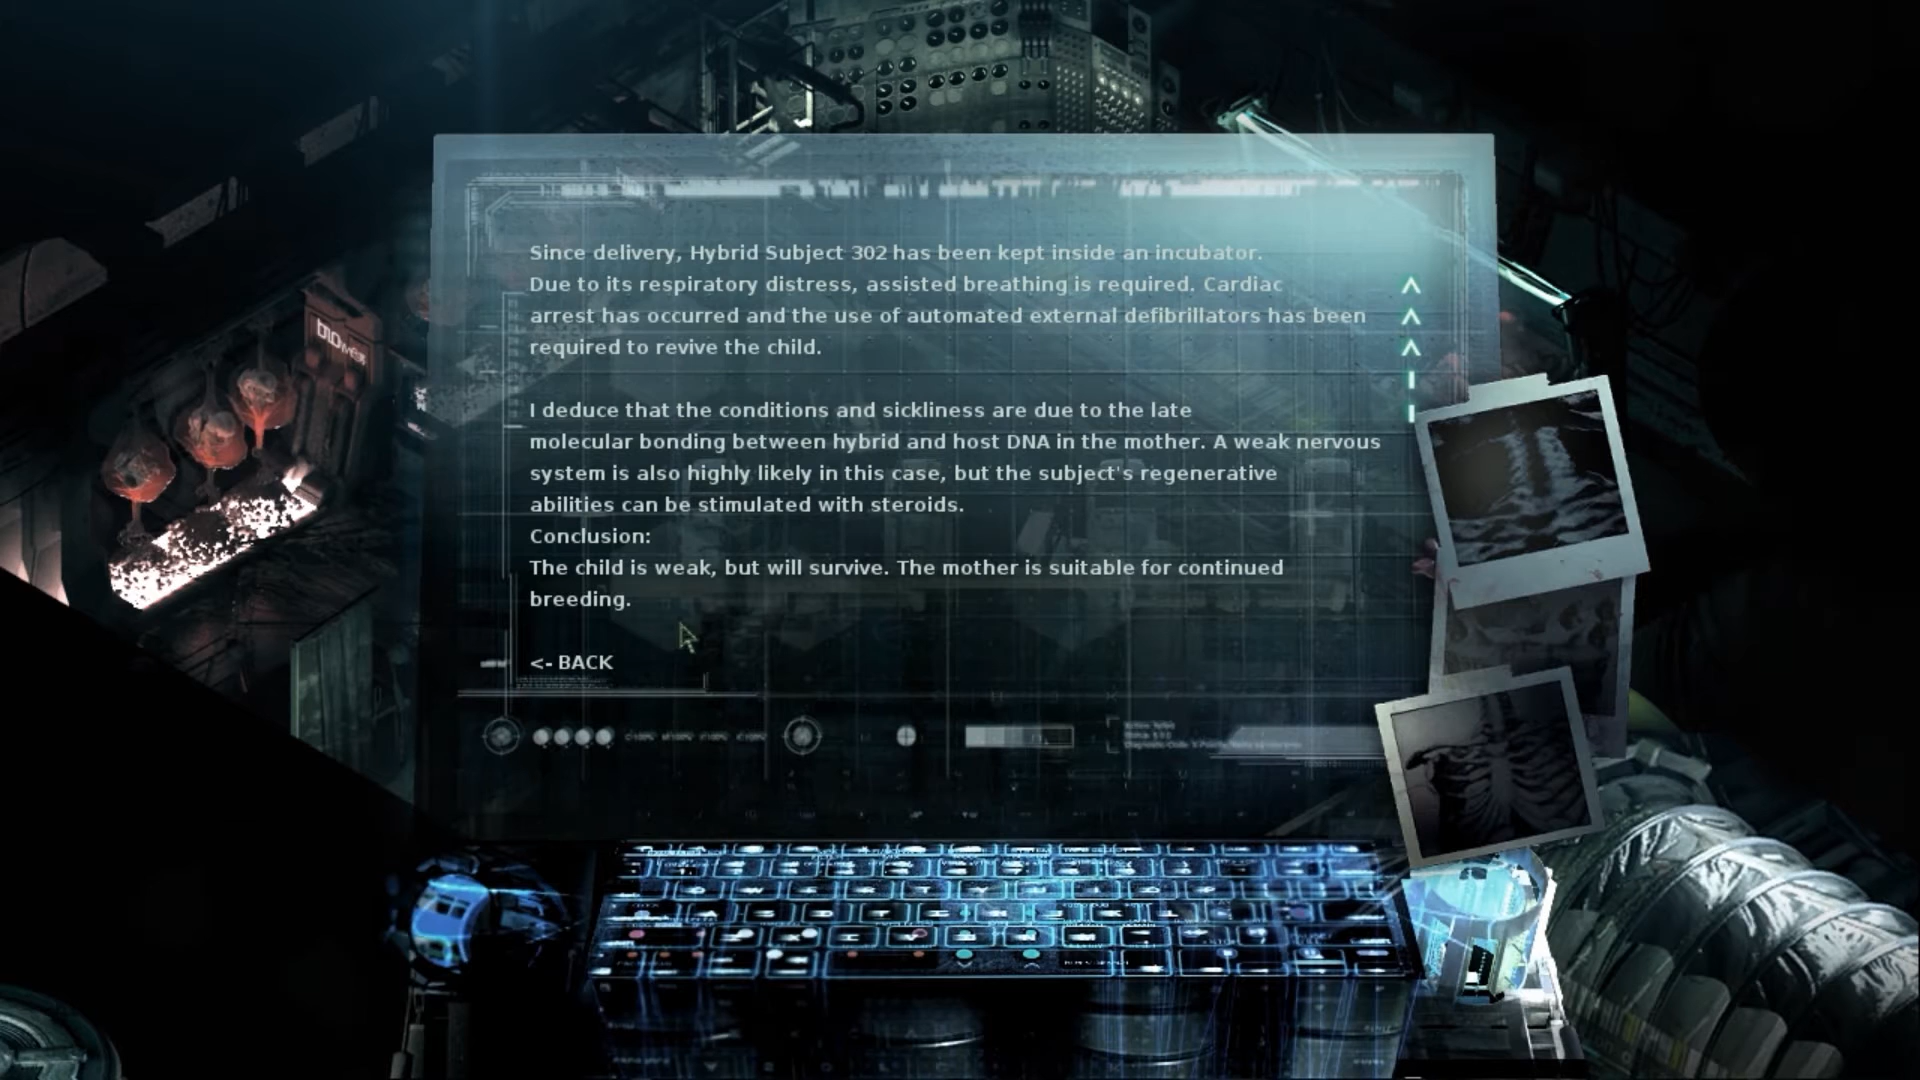 Since delivery, Hybrid Subject 302 has been kept inside an incubator.
Due to its respiratory distress, assisted breathing is required. Cardiac
arrest has occurred and the use of automated external defibrillators has been
required to revive the child.
I deduce that the conditions and sickliness are due to the late
molecular bonding between hybrid and host DNA in the mother. A weak nervous
system is also highly likely in this case, but the subject's regenerative
abilities can be stimulated with steroids.
Conclusion:
The child is weak, but will survive. The mother is suitable for continued
breeding.
<- BACK